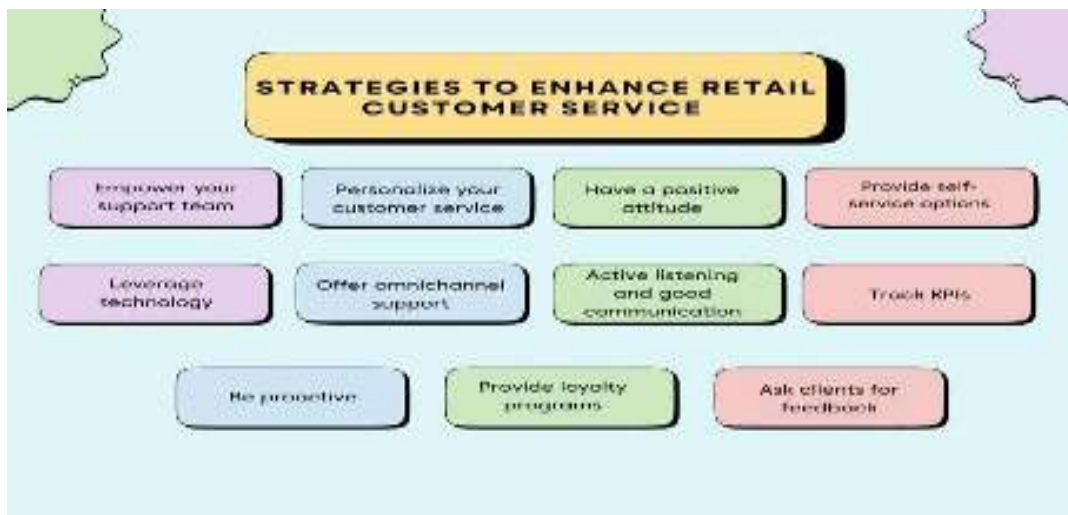 STRATEGIES TO ENHANCE RETAIL
CUSTOMER SERVICE
Empower your
support team
Personalize your
customer service
Have a positive
attitude
Provide self-
service options
Leverage
technology
Offer omnichannel
support
Active listening
and good
communication
Track KPIs
Be proactive
Provide loyalty
programs
Ask clients for
feedback